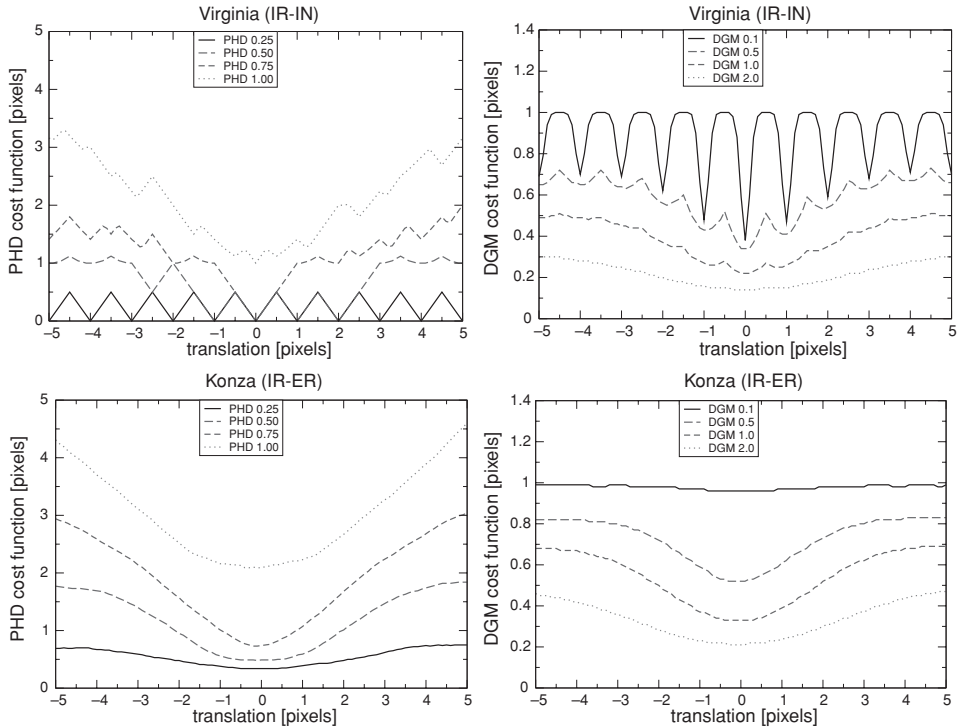 Virginia (IR-IN)
PHD cost function [pixels]
5
4
3
2
1
0
PHD 0.25
PHD 0.50
PHD 0.75
PHD 1.00
–5 –4 –3 –2 –1 0 1 2 3 4 5
translation [pixels]
Virginia (IR-IN)
DGM cost function [pixels]
1.4
1.2
1
0.8
0.6
0.4
0.2
0
DGM 0.1
DGM 0.5
DGM 1.0
DGM 2.0
–5 –4 –3 –2 –1 0 1 2 3 4 5
translation [pixels]
Konza (IR-ER)
PHD cost function [pixels]
5
4
3
2
1
0
PHD 0.25
PHD 0.50
PHD 0.75
PHD 1.00
–5 –4 –3 –2 –1 0 1 2 3 4 5
translation [pixels]
Konza (IR-ER)
DGM cost function [pixels]
1.4
1.2
1
0.8
0.6
0.4
0.2
0
DGM 0.1
DGM 0.5
DGM 1.0
DGM 2.0
–5 –4 –3 –2 –1 0 1 2 3 4 5
translation [pixels]